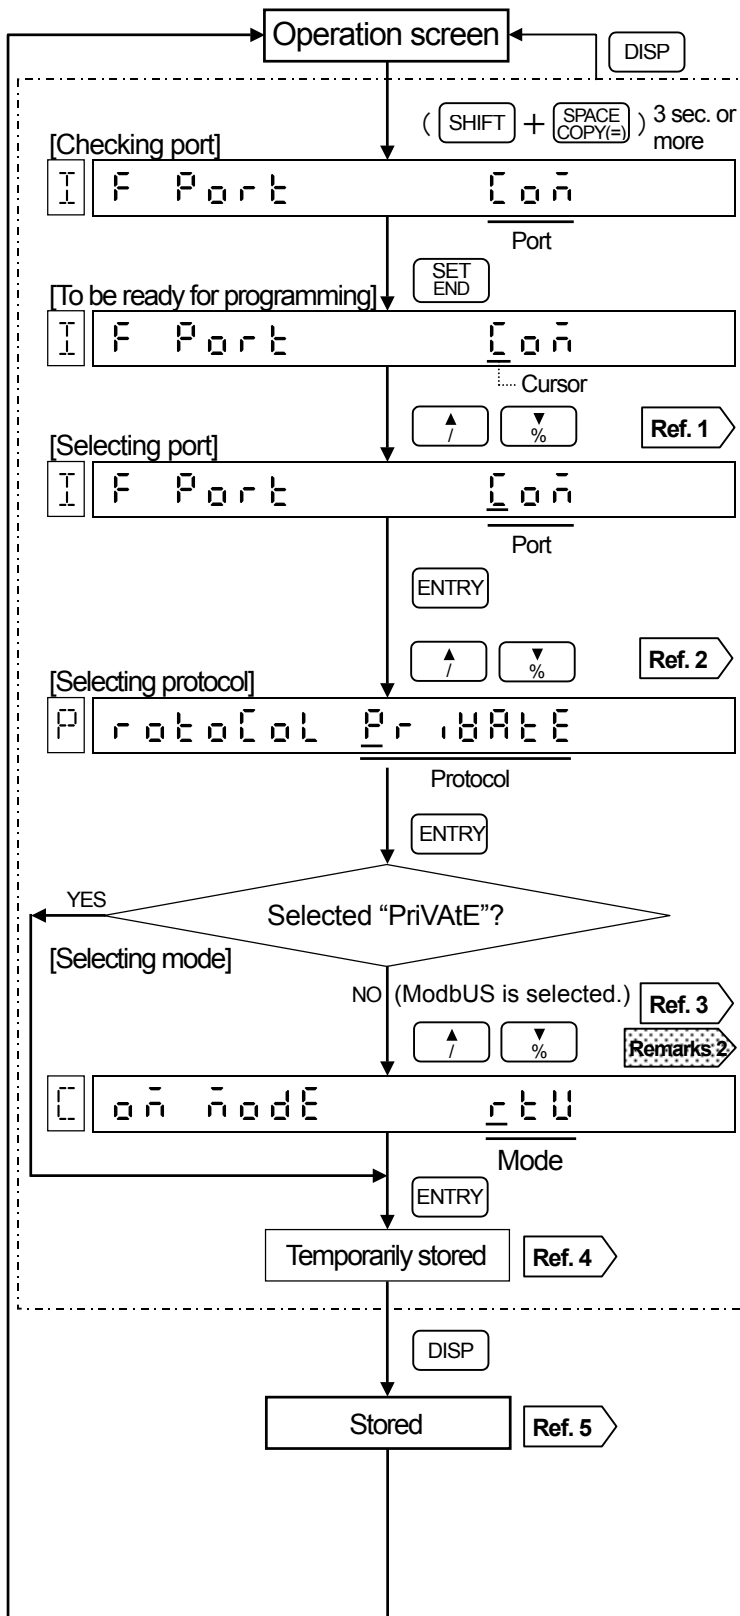 Operation screen
DISP
( SHIFT + SPACE COPY(=) ) 3 sec. or more
[Checking port]
I F Port Com
Port
SET END
[To be ready for programming]
I F Port Com
Cursor
▲ / ▼ % Ref. 1
[Selecting port]
I F Port Com
Port
ENTRY
▲ / ▼ % Ref. 2
[Selecting protocol]
P rotoCoL PriVAtE
Protocol
ENTRY
YES
Selected “PriVAtE”?
[Selecting mode]
NO (ModbUS is selected.) Ref. 3
▲ / ▼ % Remarks 2
C om modE rtU
Mode
ENTRY
Temporarily stored Ref. 4
DISP
Stored Ref. 5